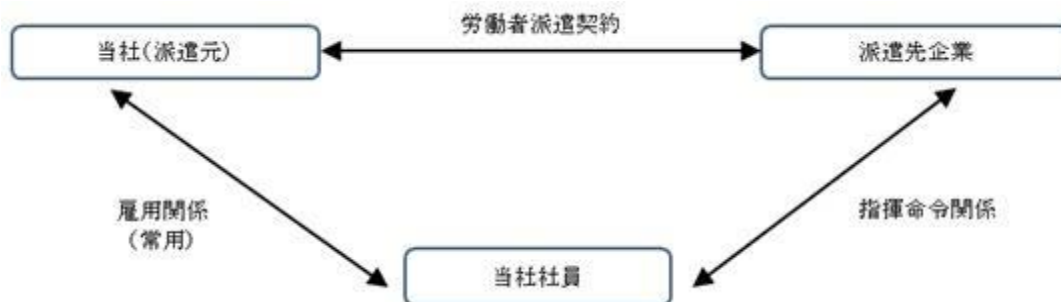 労働者派遣契約
当社(派遣元)
派遣先企業
雇用関係
(常用)
指揮命令関係
当社社員